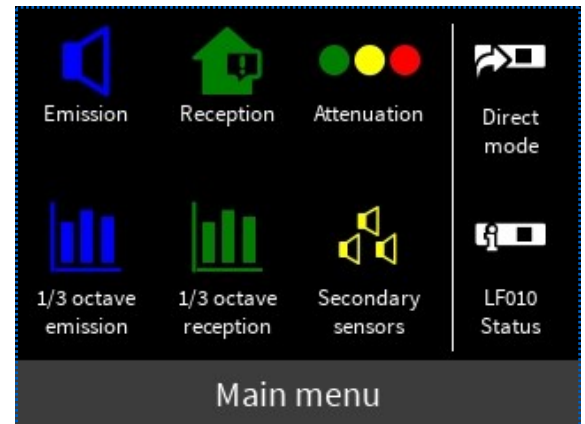 Emission
Reception
Attenuation
Direct
mode
1/3 octave
emission
1/3 octave
reception
Secondary
sensors
LF010
Status
Main menu